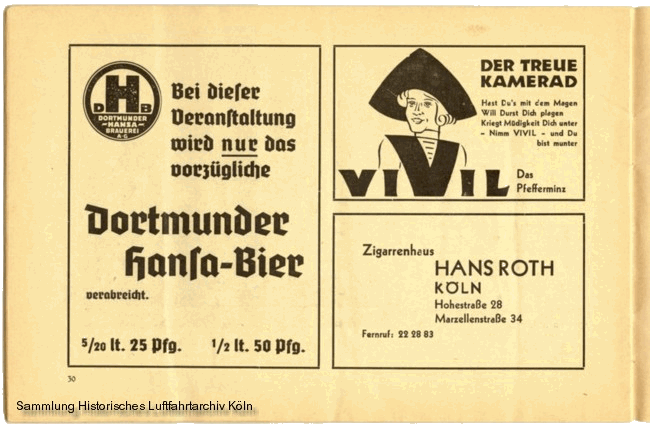 H
D B
DORTMUNDER
-HANSA-
BRAUEREI
A-G
Bei dieser
Veranstaltung
wird nur das
vorzügliche
Dortmunder
Hansa-Bier
verabreicht.
5/20 lt. 25 Pfg. 1/2 lt. 50 Pfg.
DER TREUE
KAMERAD
Hast Du's mit dem Magen
Will Durst Dich plagen
Kriegt Müdigkeit Dich unter
- Nimm VIVIL - und Du
bist munter
VIVIL
Das
Pfefferminz
Zigarrenhaus
HANS ROTH
KÖLN
Hohestraße 28
Marzellenstraße 34
Fernruf: 22 28 83
30
Sammlung Historisches Luftfahrtarchiv Köln